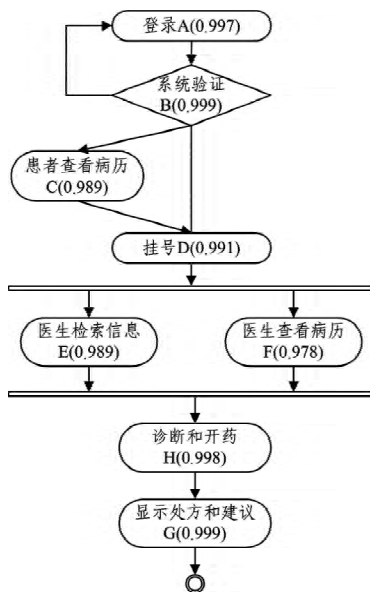 登录A(0.997)
系统验证
B(0.999)
患者查看病历
C(0.989)
挂号D(0.991)
医生检索信息
E(0.989)
医生查看病历
F(0.978)
诊断和开药
H(0.998)
显示处方和建议
G(0.999)